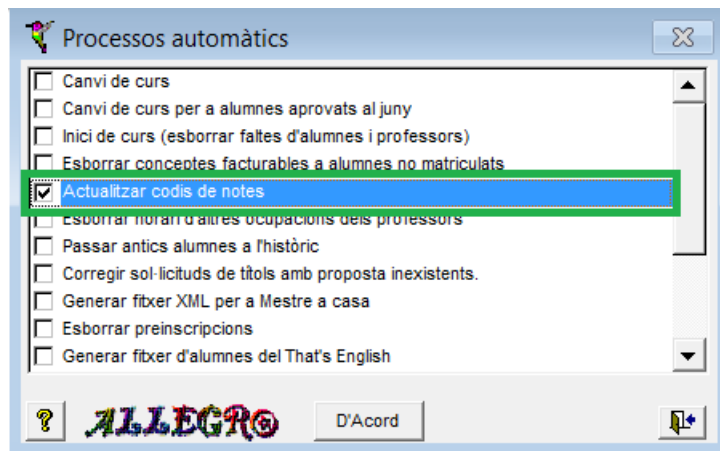 Processos automàtics
Canvi de curs
Canvi de curs per a alumnes aprovats al juny
Inici de curs (esborrar faltes d'alumnes i professors)
Esborrar conceptes facturables a alumnes no matriculats
Actualitzar codis de notes
Esborrar horari d'altres ocupacions dels professors
Passar antics alumnes a l'històric
Corregir sol·licituds de títols amb proposta inexistents.
Generar fitxer XML per a Mestre a casa
Esborrar preinscripcions
Generar fitxer d'alumnes del That's English
? ALLEGRO D'Acord